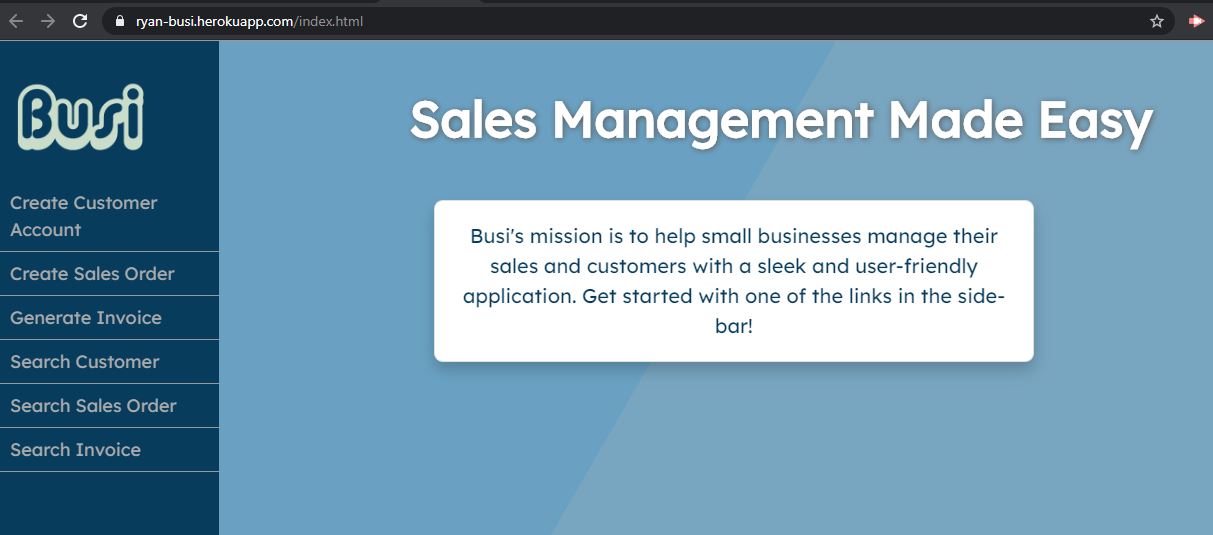 ryan-busi.herokuapp.com/index.html
Busi
Create Customer
Account
Create Sales Order
Generate Invoice
Search Customer
Search Sales Order
Search Invoice
Sales Management Made Easy
Busi's mission is to help small businesses manage their
sales and customers with a sleek and user-friendly
application. Get started with one of the links in the side-
bar!